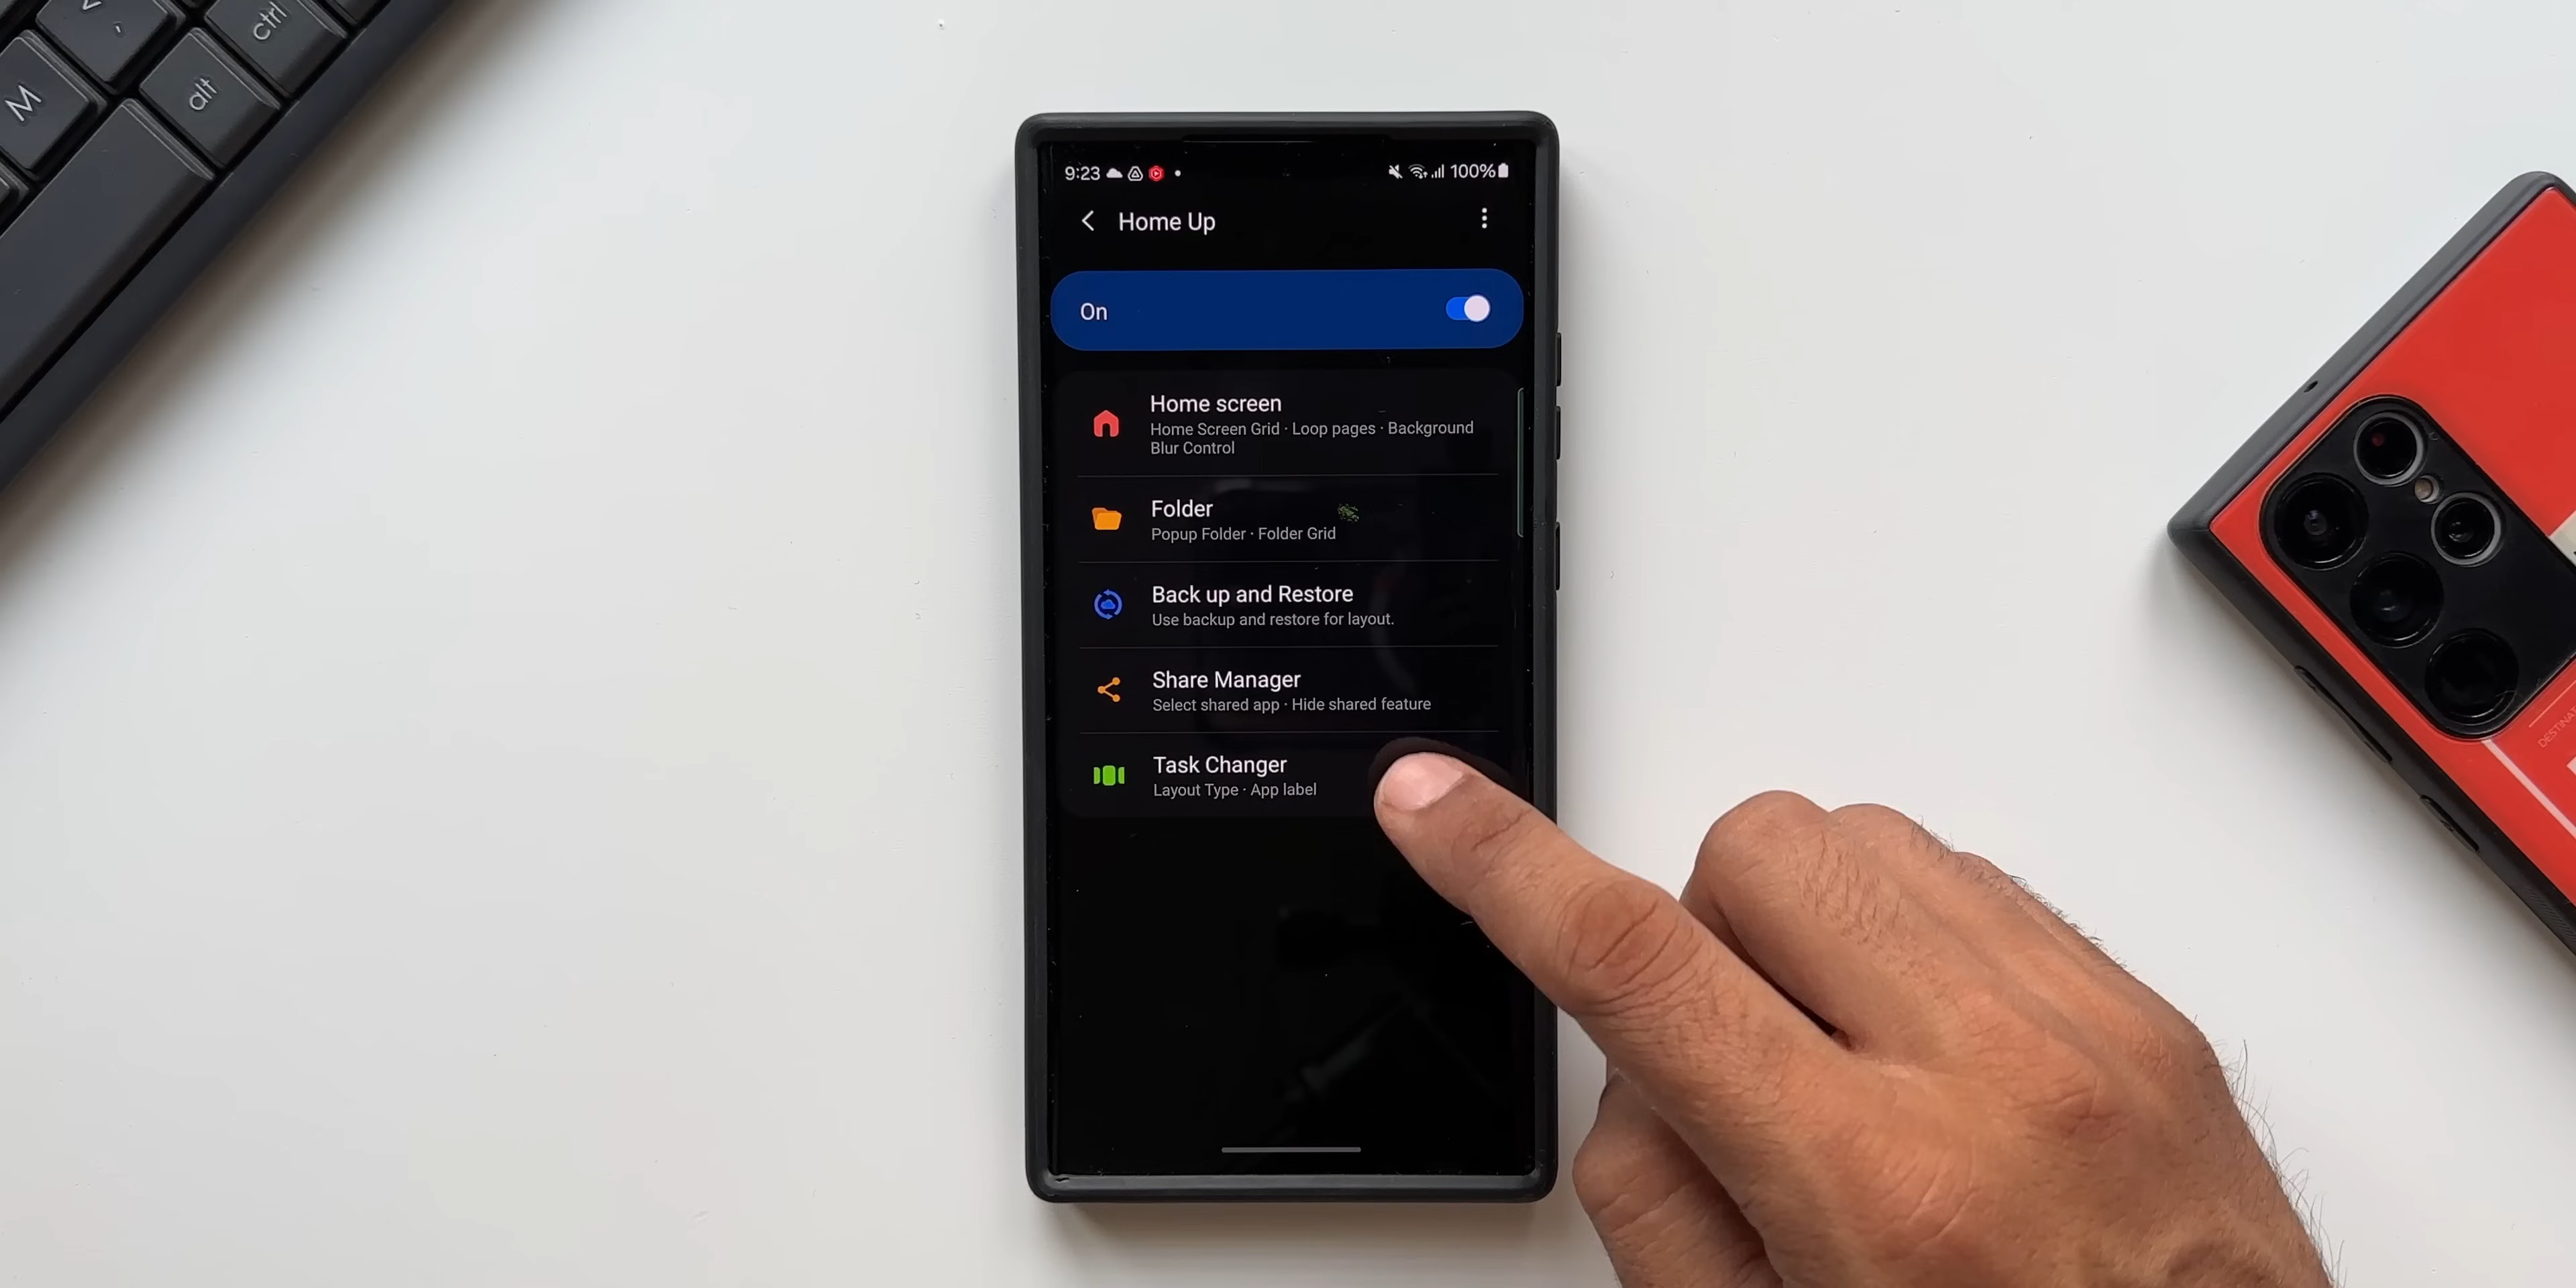 ctrl
alt
M
9:23
100%
Home Up
On
Home screen
Home Screen Grid · Loop pages · Background
Blur Control
Folder
Popup Folder · Folder Grid
Back up and Restore
Use backup and restore for layout.
Share Manager
Select shared app · Hide shared feature
Task Changer
Layout Type · App label